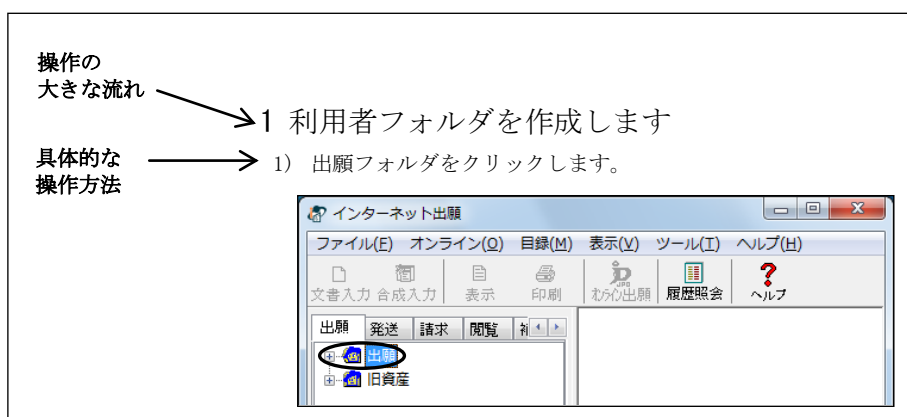 操作の
大きな流れ
1 利用者フォルダを作成します
具体的な
操作方法
1) 出願フォルダをクリックします。
インターネット出願
ファイル(F) オンライン(O) 目録(M) 表示(V) ツール(T) ヘルプ(H)
文書入力 合成入力 表示 印刷 オンライン出願 履歴照会 ヘルプ
出願 発送 請求 閲覧
出願
旧資産